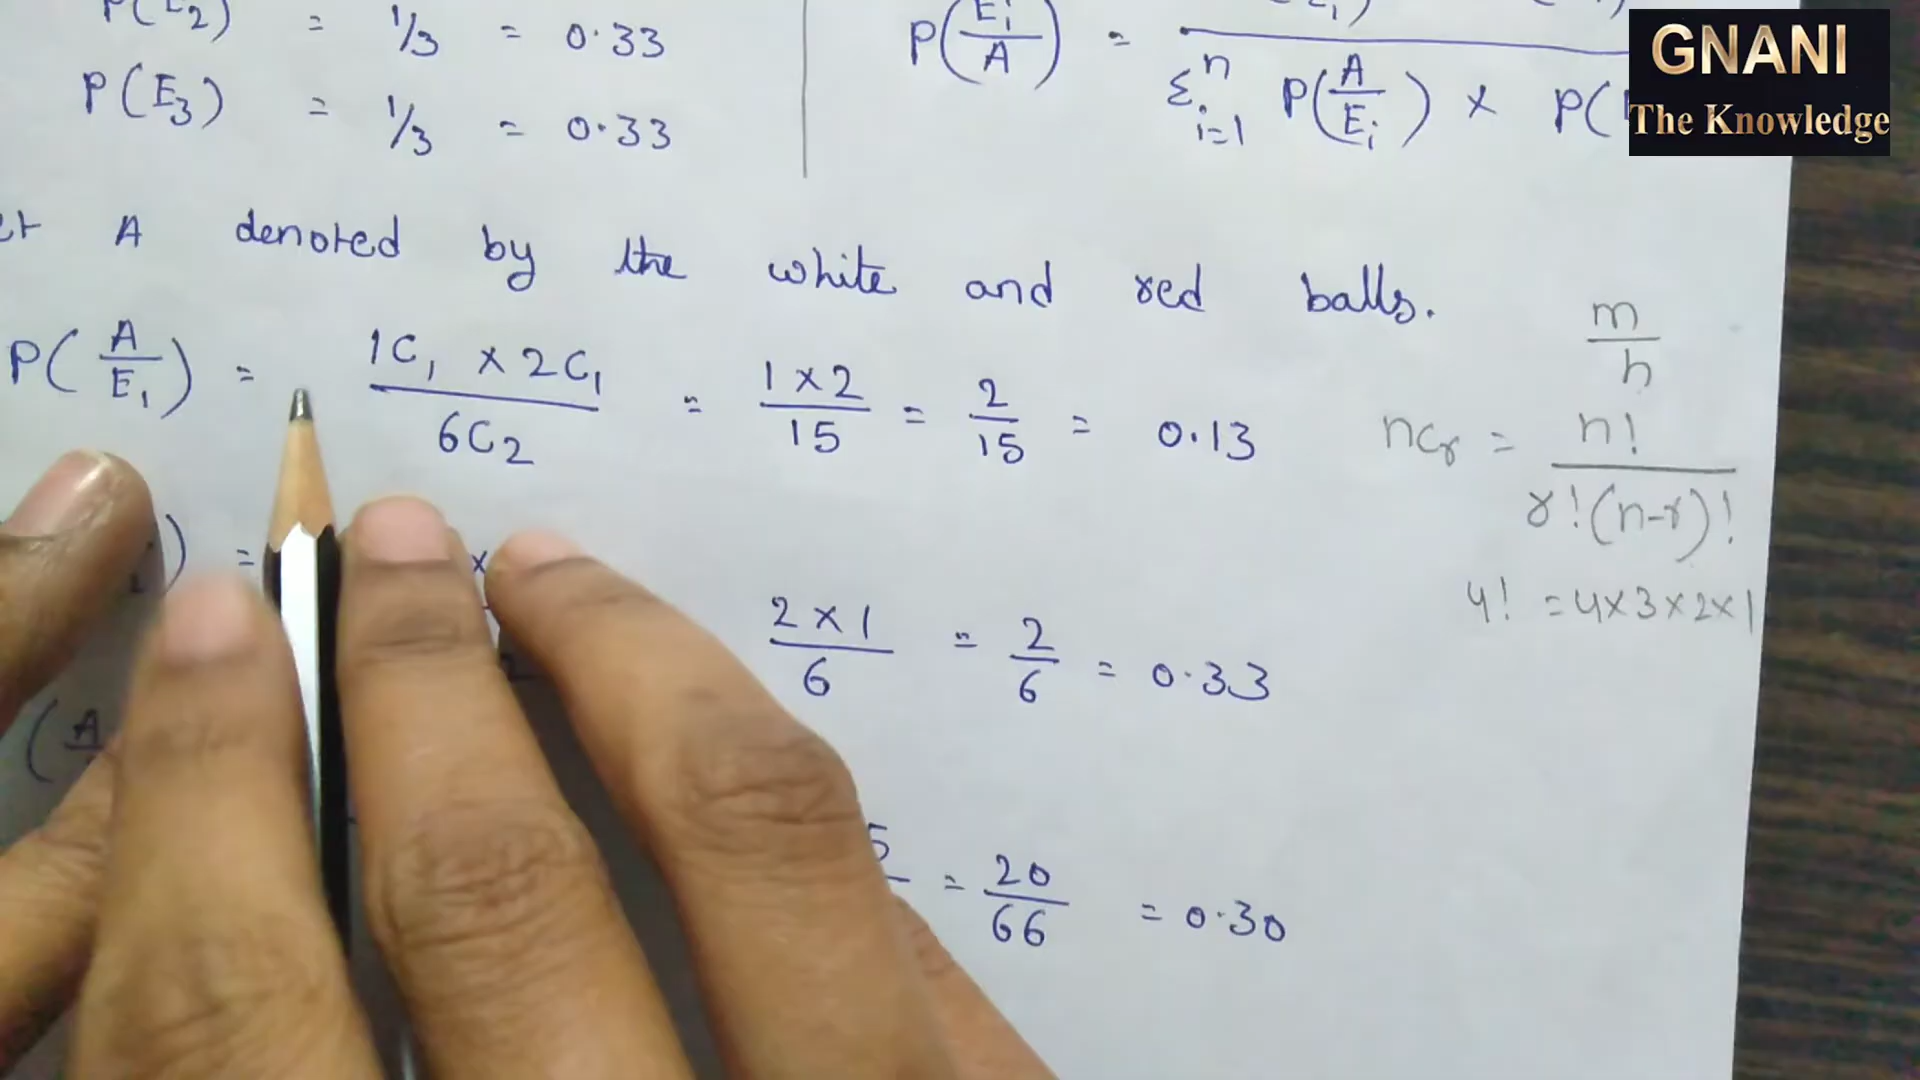 P(E2) = 1/3 = 0.33
P(E3) = 1/3 = 0.33
P(Ei/A) =
Σ n i=1 P(A/Ei) × P(
GNANI
The Knowledge
A denoted by the white and red balls.
P(A/E1) = 1C1 × 2C1 / 6C2 = 1×2 / 15 = 2/15 = 0.13
) = × 2×1 / 6 = 2/6 = 0.33
(A 5 = 20/66 = 0.30
m/n
nCr = n! / r!(n-r)!
4! = 4×3×2×1